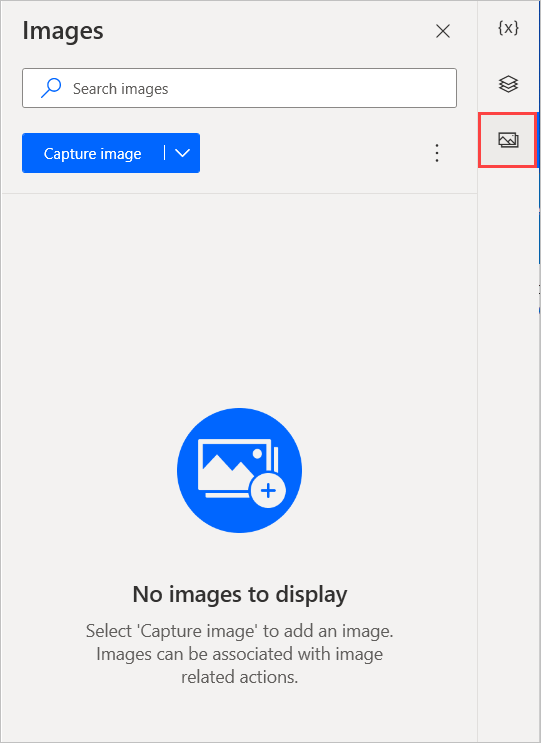 Images
{x}
Search images
Capture image
No images to display
Select 'Capture image' to add an image.
Images can be associated with image
related actions.